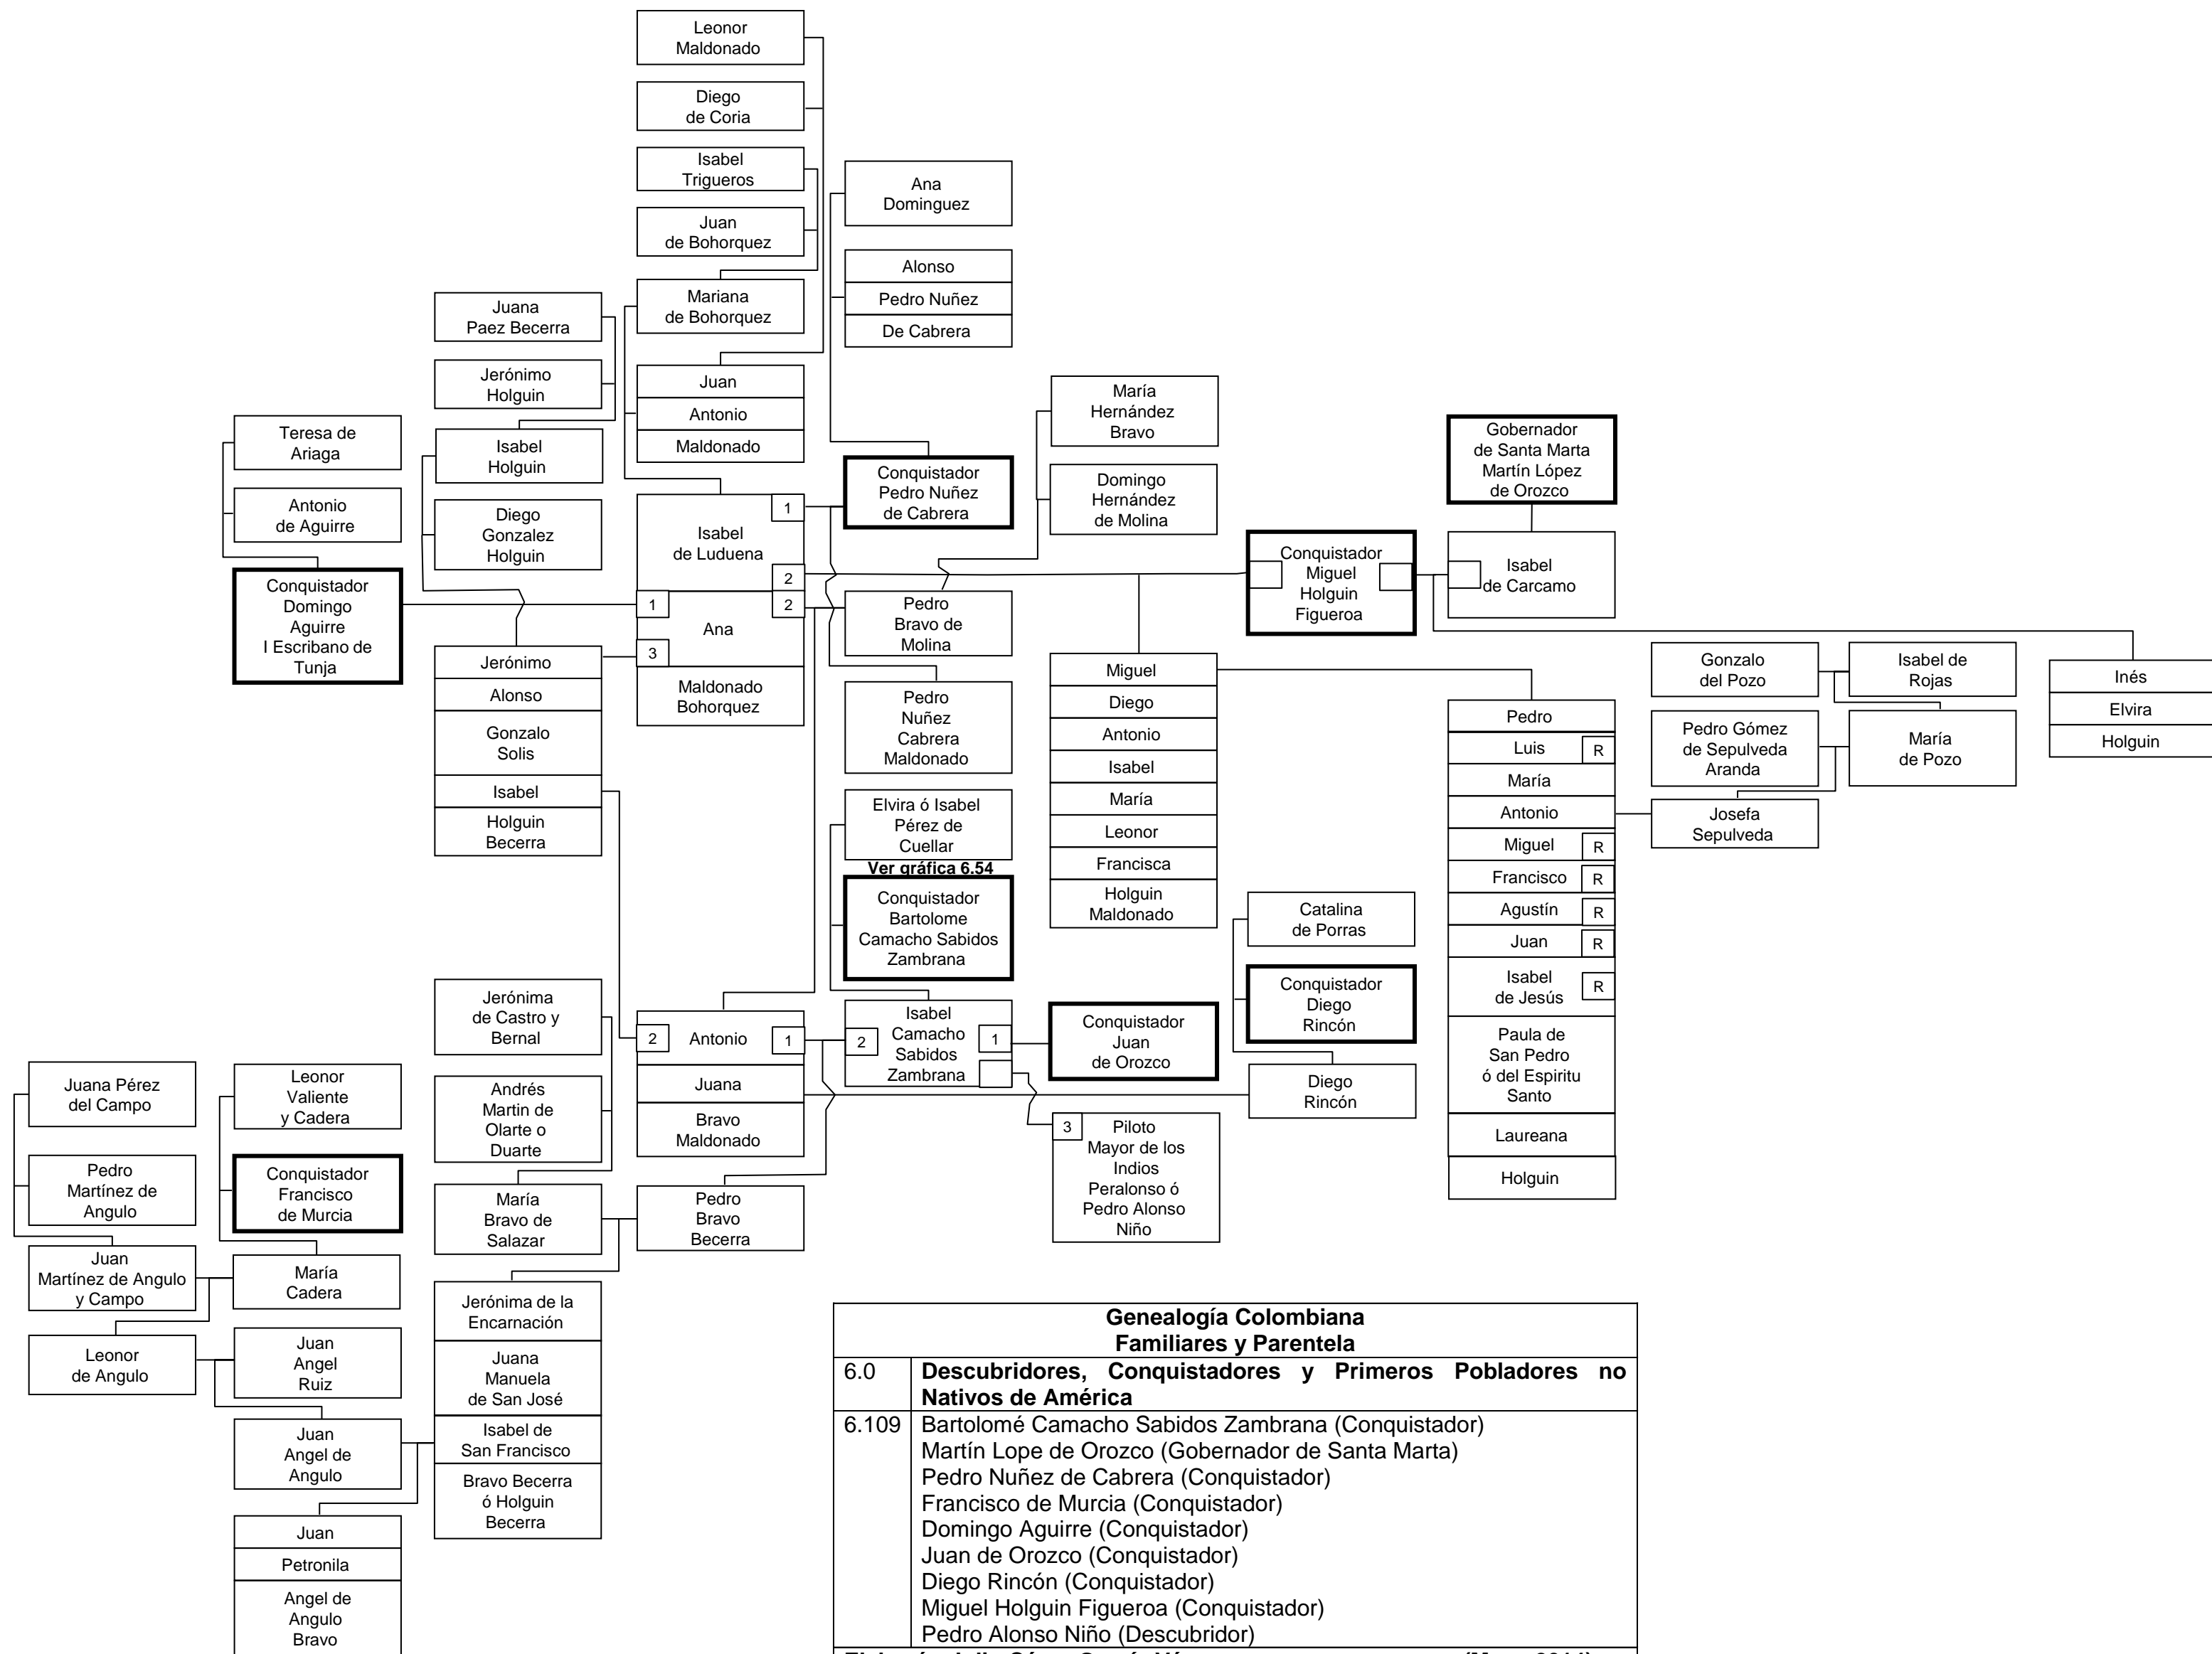 Leonor
Maldonado
Diego
de Coria
Isabel
Trigueros
Juan
de Bohorquez
Ana
Dominguez
Alonso
Pedro Nuñez
De Cabrera
Mariana
de Bohorquez
Juana
Paez Becerra
Jerónimo
Holguin
Juan
Antonio
Maldonado
Teresa de
Ariaga
Antonio
de Aguirre
Isabel
Holguin
Diego
Gonzalez
Holguin
Conquistador
Pedro Nuñez
de Cabrera
María
Hernández
Bravo
Domingo
Hernández
de Molina
Gobernador
de Santa Marta
Martín López
de Orozco
Conquistador
Domingo
Aguirre
I Escribano de
Tunja
1
Isabel
de Luduena
2
1
2
Ana
3
Maldonado
Bohorquez
Pedro
Bravo de
Molina
Conquistador
Miguel
Holguin
Figueroa
Isabel
de Carcamo
Jerónimo
Alonso
Gonzalo
Solis
Isabel
Holguin
Becerra
Pedro
Nuñez
Cabrera
Maldonado
Miguel
Diego
Antonio
Isabel
María
Leonor
Francisca
Holguin
Maldonado
Gonzalo
del Pozo
Isabel de
Rojas
Pedro Gómez
de Sepulveda
Aranda
María
de Pozo
Josefa
Sepulveda
Inés
Elvira
Holguin
Pedro
Luis R
María
Antonio
Miguel R
Francisco R
Agustín R
Juan R
Isabel
de Jesús R
Paula de
San Pedro
ó del Espiritu
Santo
Laureana
Holguin
Elvira ó Isabel
Pérez de
Cuellar
Ver gráfica 6.54
Conquistador
Bartolome
Camacho Sabidos
Zambrana
Catalina
de Porras
Conquistador
Diego
Rincón
Diego
Rincón
Jerónima
de Castro y
Bernal
Andrés
Martin de
Olarte o
Duarte
2 Antonio 1
Juana
Bravo
Maldonado
2
Isabel
Camacho
Sabidos
Zambrana
1
Conquistador
Juan
de Orozco
3 Piloto
Mayor de los
Indios
Peralonso ó
Pedro Alonso
Niño
Juana Pérez
del Campo
Leonor
Valiente
y Cadera
Pedro
Martínez de
Angulo
Conquistador
Francisco
de Murcia
María
Bravo de
Salazar
Pedro
Bravo
Becerra
Juan
Martínez de Angulo
y Campo
María
Cadera
Leonor
de Angulo
Juan
Angel
Ruiz
Jerónima de la
Encarnación
Juana
Manuela
de San José
Isabel de
San Francisco
Bravo Becerra
ó Holguin
Becerra
Juan
Angel de
Angulo
Juan
Petronila
Angel de
Angulo
Bravo
Genealogía Colombiana
Familiares y Parentela
6.0 Descubridores, Conquistadores y Primeros Pobladores no
Nativos de América
6.109 Bartolomé Camacho Sabidos Zambrana (Conquistador)
Martín Lope de Orozco (Gobernador de Santa Marta)
Pedro Nuñez de Cabrera (Conquistador)
Francisco de Murcia (Conquistador)
Domingo Aguirre (Conquistador)
Juan de Orozco (Conquistador)
Diego Rincón (Conquistador)
Miguel Holguin Figueroa (Conquistador)
Pedro Alonso Niño (Descubridor)